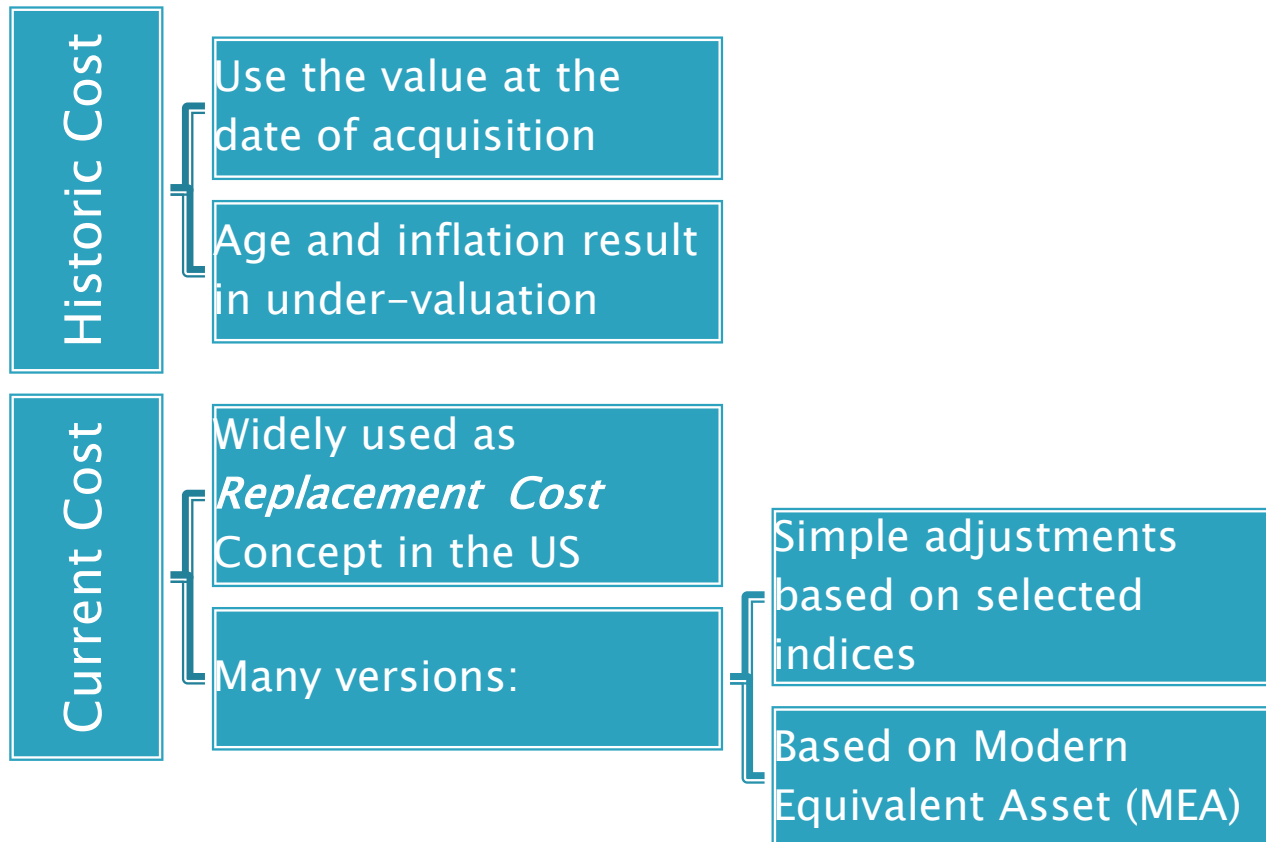 Historic Cost
Use the value at the
date of acquisition
Age and inflation result
in under-valuation
Current Cost
Widely used as
Replacement Cost
Concept in the US
Many versions:
Simple adjustments
based on selected
indices
Based on Modern
Equivalent Asset (MEA)